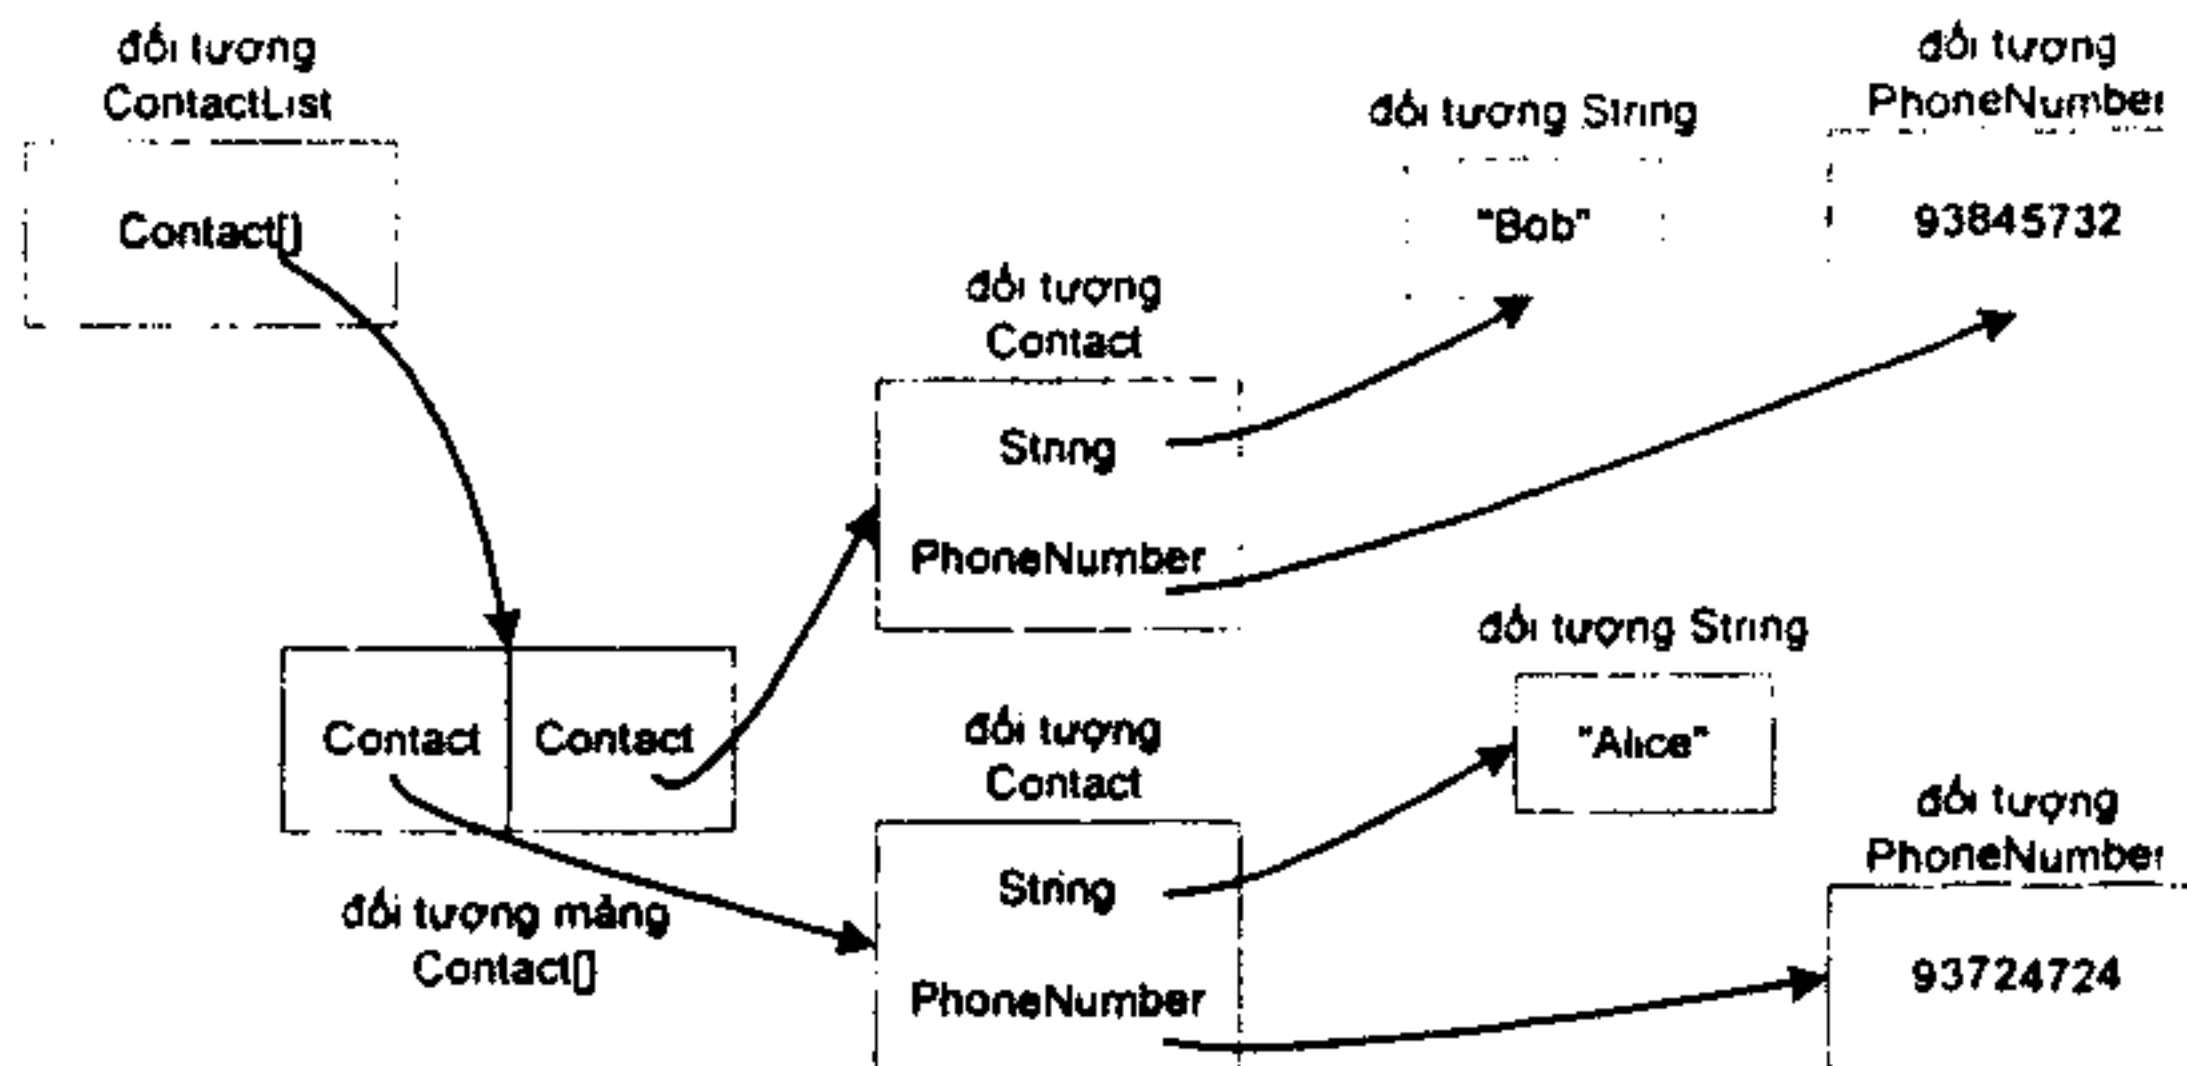 đối tượng
ContactList
Contact[]
đối tượng String
"Bob"
đối tượng
PhoneNumber
93845732
đối tượng
Contact
String
PhoneNumber
Contact
Contact
đối tượng mảng
Contact[]
đối tượng
Contact
String
PhoneNumber
đối tượng String
"Alice"
đối tượng
PhoneNumber
93724724